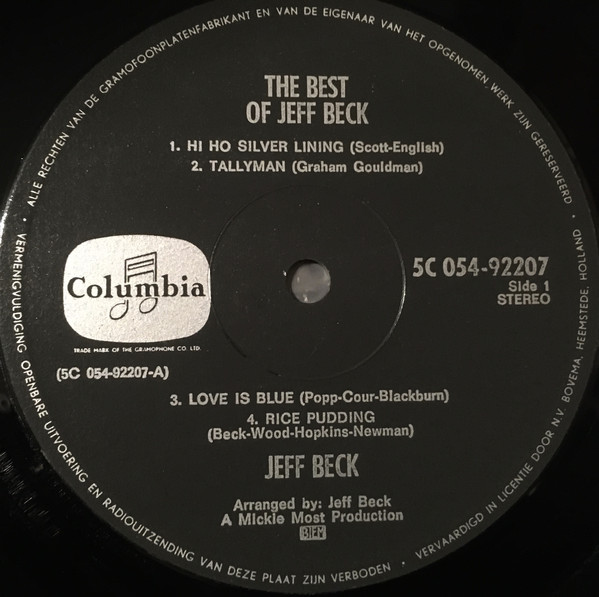 ALLE RECHTEN VAN DE GRAMOFOONPLATENFABRIKANT EN VAN DE EIGENAAR VAN HET OPGENOMEN WERK ZIJN GERESERVEERD •
THE BEST
OF JEFF BECK
1. HI HO SILVER LINING (Scott-English)
2. TALLYMAN (Graham Gouldman)
Columbia
TRADE MARK OF THE GRAMOPHONE CO. LTD.
5C 054-92207
Side 1
STEREO
(5C 054-92207-A)
3. LOVE IS BLUE (Popp-Cour-Blackburn)
4. RICE PUDDING
(Beck-Wood-Hopkins-Newman)
JEFF BECK
Arranged by: Jeff Beck
A Mickie Most Production
BIEM
VERMENIGVULDIGING OPENBARE UITVOERING EN RADIOUITZENDING VAN DEZE PLAAT ZIJN VERBODEN •
VERVAARDIGD IN LICENTIE DOOR N.V. BOVEMA, HEEMSTEDE, HOLLAND •